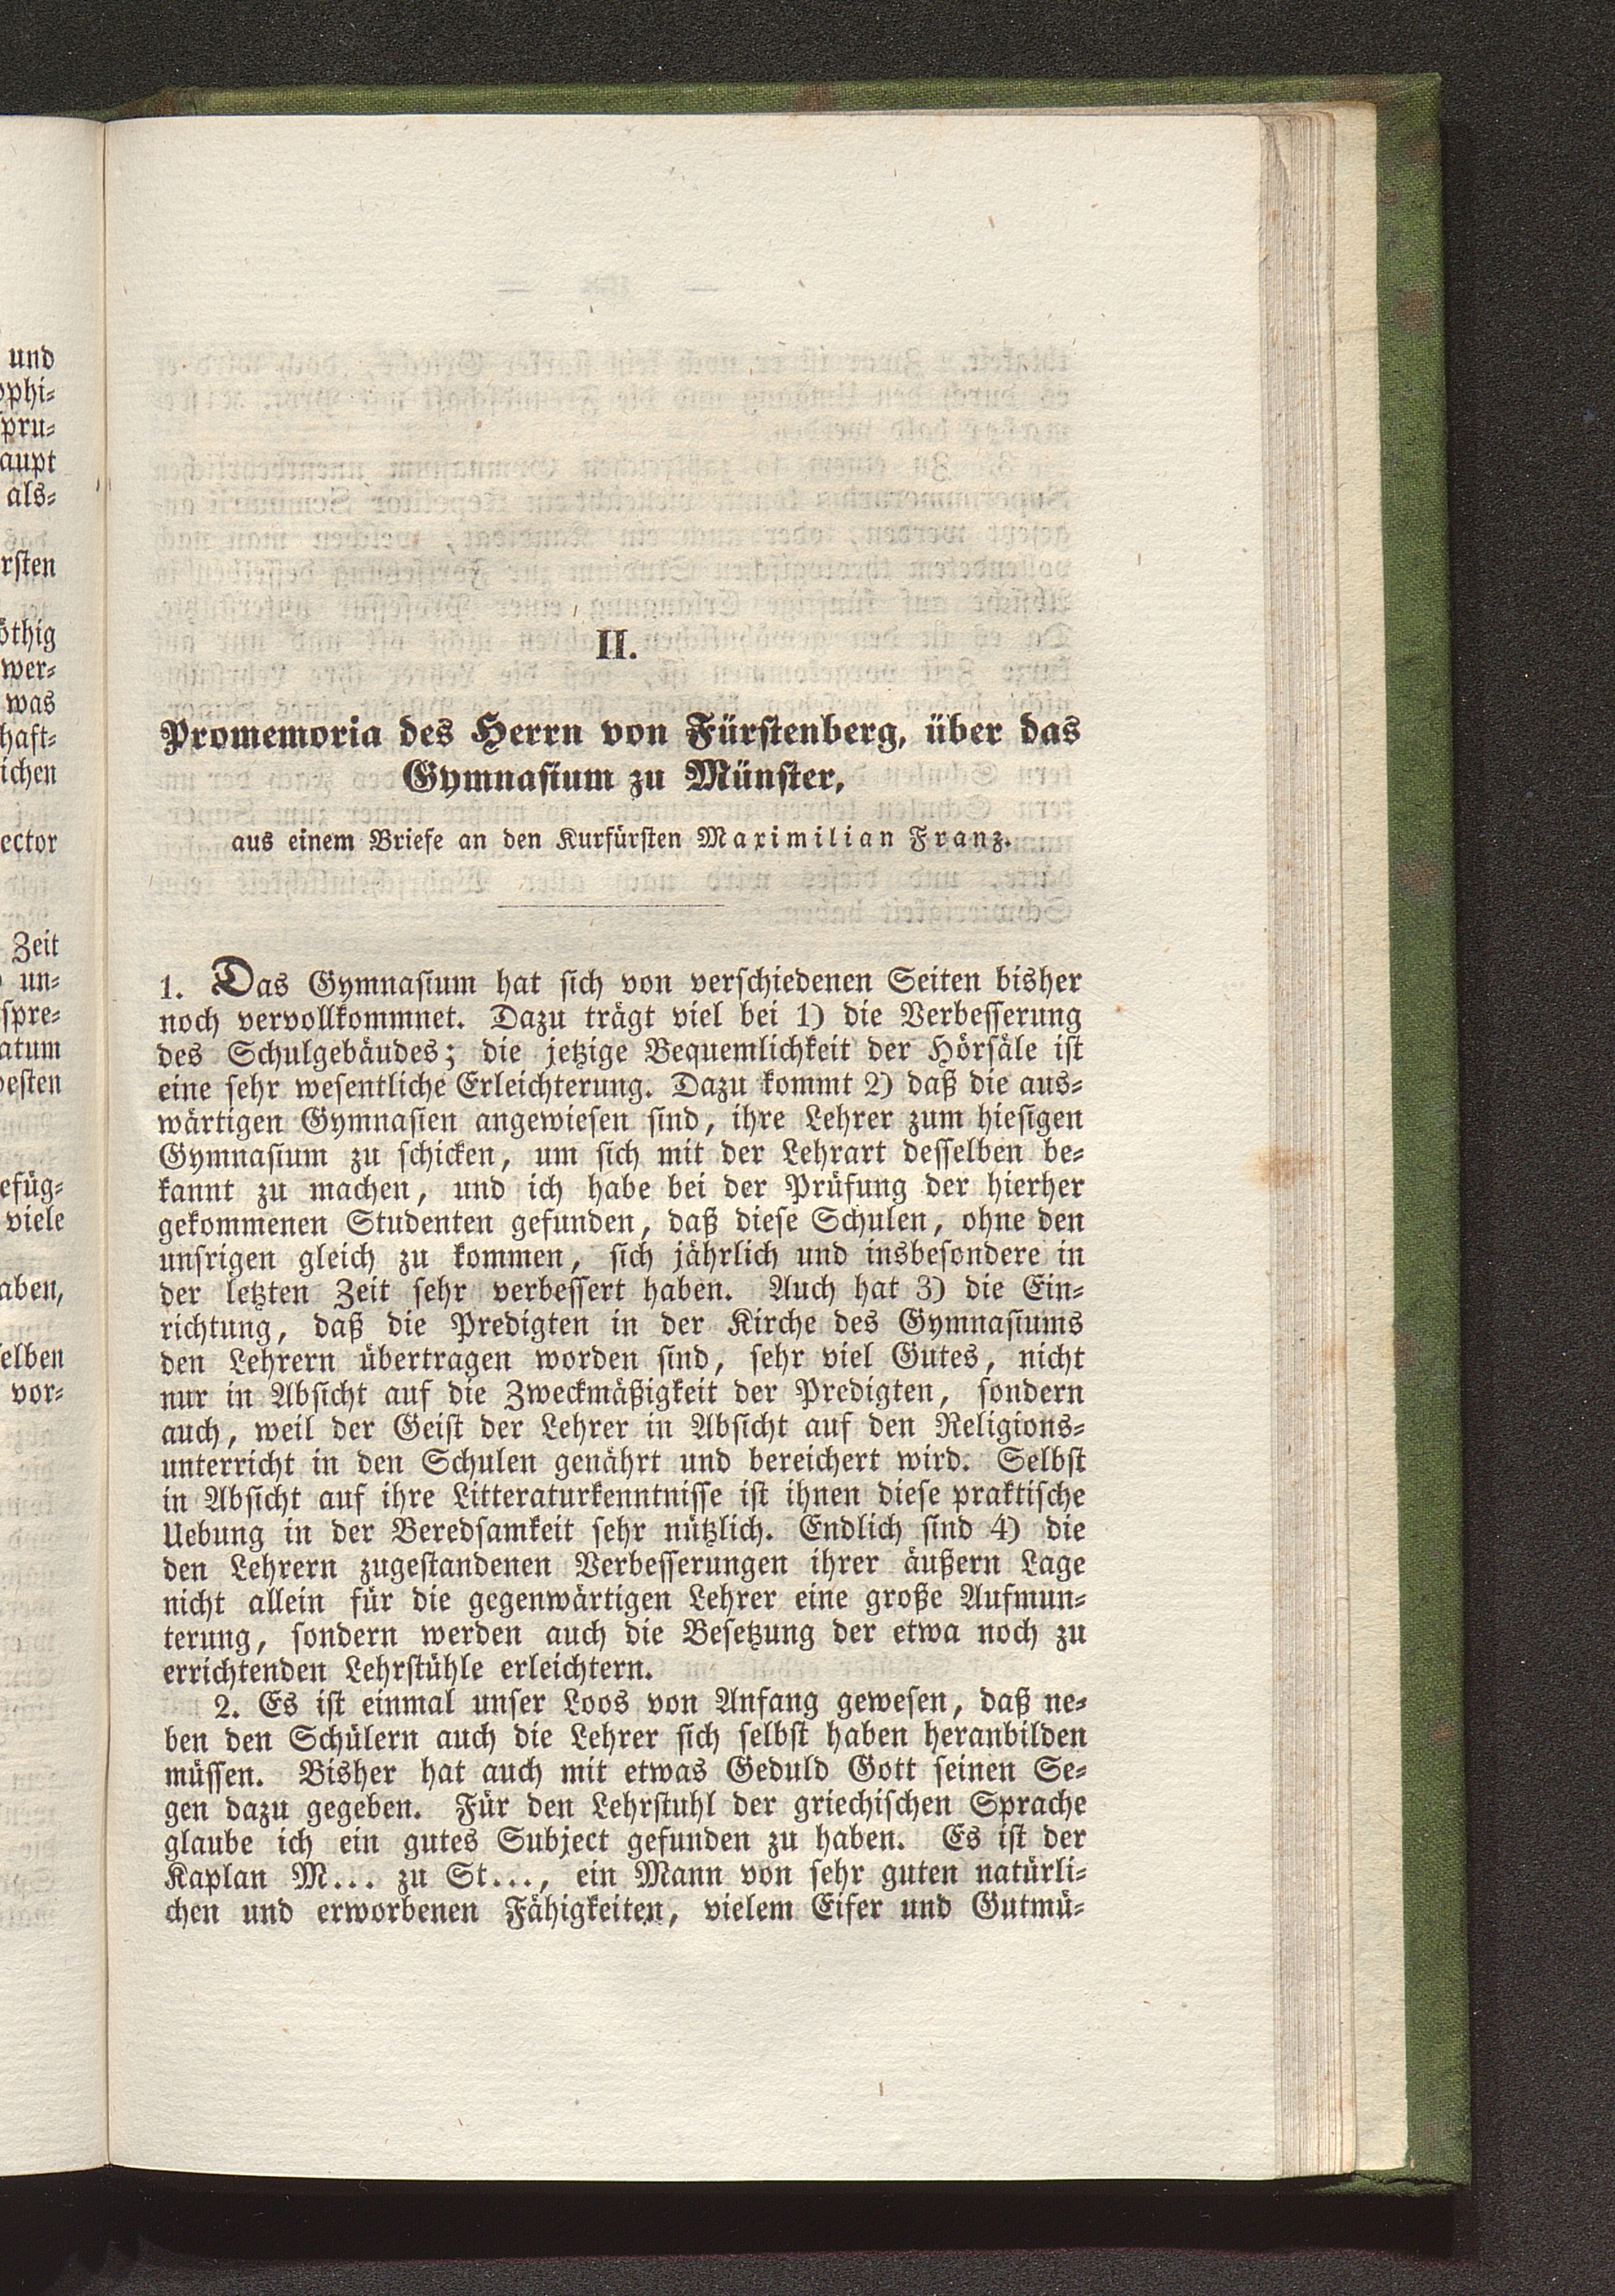 II.
Promemoria des Herrn von Fürstenberg, über das
Gymnasium zu Münster,
aus einem Briefe an den Kurfürsten Maximilian Franz.
1. Das Gymnasium hat sich von verschiedenen Seiten bisher
noch vervollkommnet. Dazu trägt viel bei 1) die Verbesserung
des Schulgebäudes; die jetzige Bequemlichkeit der Hörsäle ist
eine sehr wesentliche Erleichterung. Dazu kommt 2) daß die aus-
wärtigen Gymnasien angewiesen sind, ihre Lehrer zum hiesigen
Gymnasium zu schicken, um sich mit der Lehrart desselben be-
kannt zu machen, und ich habe bei der Prüfung der hierher
gekommenen Studenten gefunden, daß diese Schulen, ohne den
unsrigen gleich zu kommen, sich jährlich und insbesondere in
der letzten Zeit sehr verbessert haben. Auch hat 3) die Ein-
richtung, daß die Predigten in der Kirche des Gymnasiums
den Lehrern übertragen worden sind, sehr viel Gutes, nicht
nur in Absicht auf die Zweckmäßigkeit der Predigten, sondern
auch, weil der Geist der Lehrer in Absicht auf den Religions-
unterricht in den Schulen genährt und bereichert wird. Selbst
in Absicht auf ihre Litteraturkenntnisse ist ihnen diese praktische
Uebung in der Beredsamkeit sehr nützlich. Endlich sind 4) die
den Lehrern zugestandenen Verbesserungen ihrer äußern Lage
nicht allein für die gegenwärtigen Lehrer eine große Aufmun-
terung, sondern werden auch die Besetzung der etwa noch zu
errichtenden Lehrstühle erleichtern.
2. Es ist einmal unser Loos von Anfang gewesen, daß ne-
ben den Schülern auch die Lehrer sich selbst haben heranbilden
müssen. Bisher hat auch mit etwas Geduld Gott seinen Se-
gen dazu gegeben. Für den Lehrstuhl der griechischen Sprache
glaube ich ein gutes Subject gefunden zu haben. Es ist der
Kaplan M... zu St..., ein Mann von sehr guten natürli-
chen und erworbenen Fähigkeiten, vielem Eifer und Gutmü-